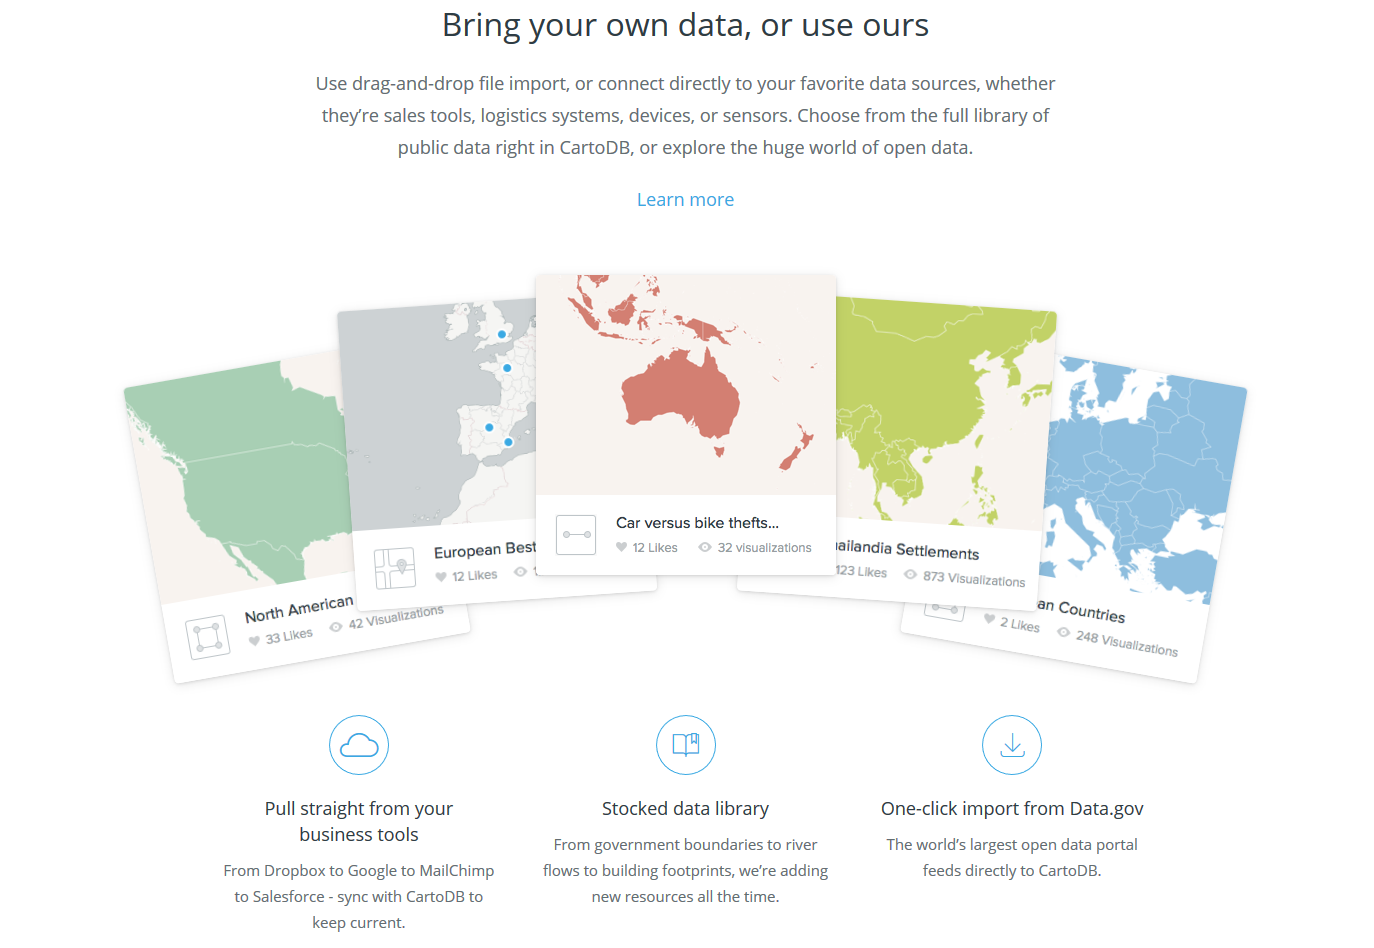 Bring your own data, or use ours
Use drag-and-drop file import, or connect directly to your favorite data sources, whether
they’re sales tools, logistics systems, devices, or sensors. Choose from the full library of
public data right in CartoDB, or explore the huge world of open data.
Learn more
North American
33 Likes 42 Visualizations
European Best
12 Likes
Car versus bike thefts...
12 Likes 32 visualizations
ailandia Settlements
123 Likes 873 Visualizations
an Countries
2 Likes 248 Visualizations
Pull straight from your
business tools
From Dropbox to Google to MailChimp
to Salesforce - sync with CartoDB to
keep current.
Stocked data library
From government boundaries to river
flows to building footprints, we’re adding
new resources all the time.
One-click import from Data.gov
The world’s largest open data portal
feeds directly to CartoDB.